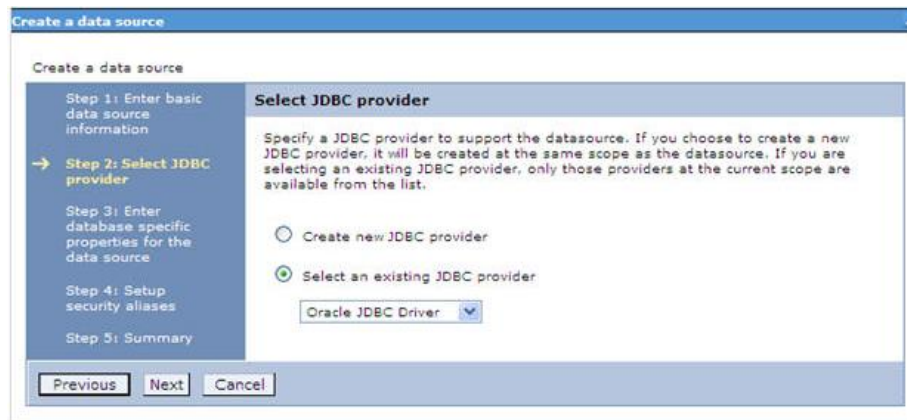 Create a data source
Create a data source
Step 1: Enter basic
data source
information
Step 2: Select JDBC
provider
Step 3: Enter
database specific
properties for the
data source
Step 4: Setup
security aliases
Step 5: Summary
Select JDBC provider
Specify a JDBC provider to support the datasource. If you choose to create a new
JDBC provider, it will be created at the same scope as the datasource. If you are
selecting an existing JDBC provider, only those providers at the current scope are
available from the list.
Create new JDBC provider
Select an existing JDBC provider
Oracle JDBC Driver
Previous Next Cancel